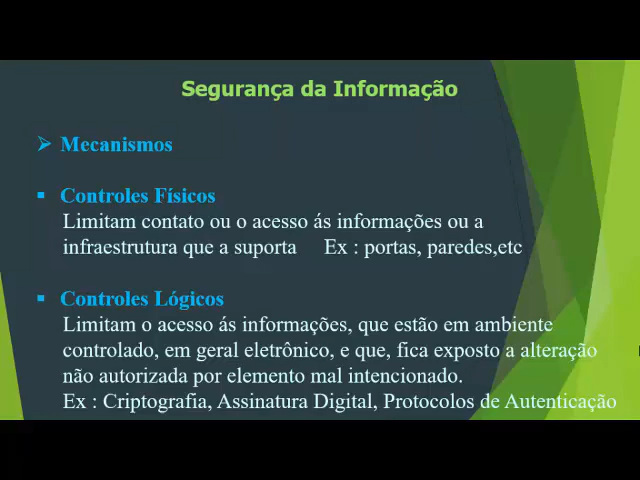 Segurança da Informação
Mecanismos
Controles Físicos
Limitam contato ou o acesso ás informações ou a
infraestrutura que a suporta Ex : portas, paredes,etc
Controles Lógicos
Limitam o acesso ás informações, que estão em ambiente
controlado, em geral eletrônico, e que, fica exposto a alteração
não autorizada por elemento mal intencionado.
Ex : Criptografia, Assinatura Digital, Protocolos de Autenticação